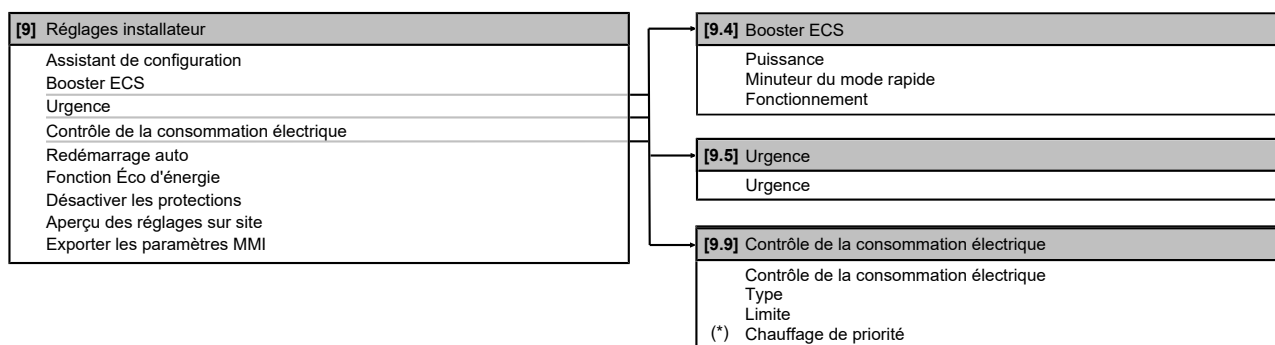 [9] Réglages installateur
Assistant de configuration
Booster ECS
Urgence
Contrôle de la consommation électrique
Redémarrage auto
Fonction Éco d'énergie
Désactiver les protections
Aperçu des réglages sur site
Exporter les paramètres MMI
[9.4] Booster ECS
Puissance
Minuteur du mode rapide
Fonctionnement
[9.5] Urgence
Urgence
[9.9] Contrôle de la consommation électrique
Contrôle de la consommation électrique
Type
Limite
(*) Chauffage de priorité